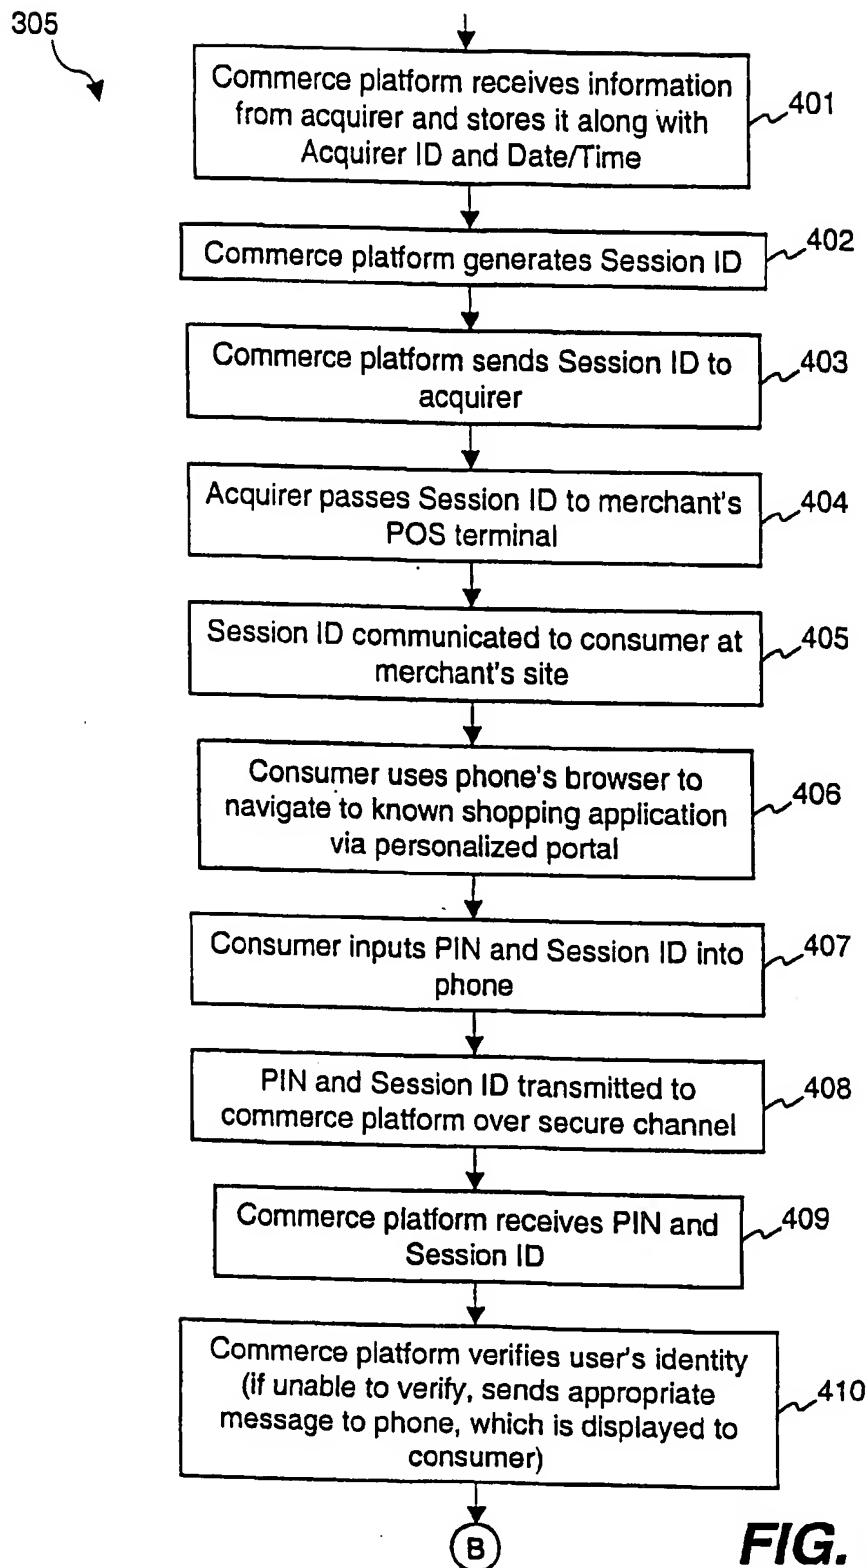 305
Commerce platform receives information
from acquirer and stores it along with
Acquirer ID and Date/Time
401
Commerce platform generates Session ID
402
Commerce platform sends Session ID to
acquirer
403
Acquirer passes Session ID to merchant's
POS terminal
404
Session ID communicated to consumer at
merchant's site
405
Consumer uses phone's browser to
navigate to known shopping application
via personalized portal
406
Consumer inputs PIN and Session ID into
phone
407
PIN and Session ID transmitted to
commerce platform over secure channel
408
Commerce platform receives PIN and
Session ID
409
Commerce platform verifies user's identity
(if unable to verify, sends appropriate
message to phone, which is displayed to
consumer)
410
B
FIG.